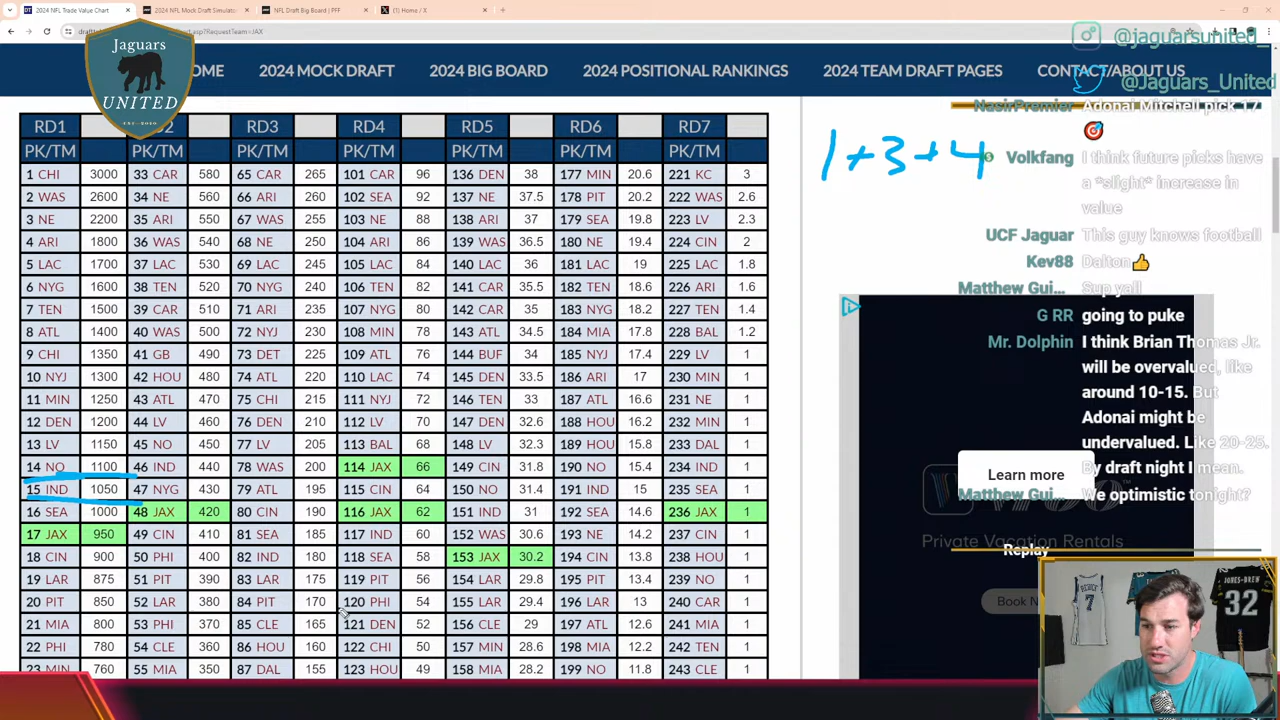 2024 NFL Trade Value Chart
2024 NFL Mock Draft Simulato
NFL Draft Big Board | PFF
(1) Home / X
.asp?RequestTeam=JAX
@jaguarsunited_
@Jaguars_United
Jaguars
UNITED
2024 MOCK DRAFT
2024 BIG BOARD
2024 POSITIONAL RANKINGS
2024 TEAM DRAFT PAGES
CONTACT/ABOUT US
RD1 RD3 RD4 RD5 RD6 RD7
PK/TM PK/TM PK/TM PK/TM PK/TM PK/TM PK/TM
1 CHI 3000 33 CAR 580 65 CAR 265 101 CAR 96 136 DEN 38 177 MIN 20.6 221 KC 3
2 WAS 2600 34 NE 560 66 ARI 260 102 SEA 92 137 NE 37.5 178 PIT 20.2 222 WAS 2.6
3 NE 2200 35 ARI 550 67 WAS 255 103 NE 88 138 ARI 37 179 SEA 19.8 223 LV 2.3
4 ARI 1800 36 WAS 540 68 NE 250 104 ARI 86 139 WAS 36.5 180 NE 19.4 224 CIN 2
5 LAC 1700 37 LAC 530 69 LAC 245 105 LAC 84 140 LAC 36 181 LAC 19 225 LAC 1.8
6 NYG 1600 38 TEN 520 70 NYG 240 106 TEN 82 141 CAR 35.5 182 TEN 18.6 226 ARI 1.6
7 TEN 1500 39 CAR 510 71 ARI 235 107 NYG 80 142 CAR 35 183 NYG 18.2 227 TEN 1.4
8 ATL 1400 40 WAS 500 72 NYJ 230 108 MIN 78 143 ATL 34.5 184 MIA 17.8 228 BAL 1.2
9 CHI 1350 41 GB 490 73 DET 225 109 ATL 76 144 BUF 34 185 NYJ 17.4 229 LV 1
10 NYJ 1300 42 HOU 480 74 ATL 220 110 LAC 74 145 DEN 33.5 186 ARI 17 230 MIN 1
11 MIN 1250 43 ATL 470 75 CHI 215 111 NYJ 72 146 TEN 33 187 ATL 16.6 231 NE 1
12 DEN 1200 44 LV 460 76 DEN 210 112 LV 70 147 DEN 32.6 188 HOU 16.2 232 MIN 1
13 LV 1150 45 NO 450 77 LV 205 113 BAL 68 148 LV 32.3 189 HOU 15.8 233 DAL 1
14 NO 1100 46 IND 440 78 WAS 200 114 JAX 66 149 CIN 31.8 190 NO 15.4 234 IND 1
15 IND 1050 47 NYG 430 79 ATL 195 115 CIN 64 150 NO 31.4 191 IND 15 235 SEA 1
16 SEA 1000 48 JAX 420 80 CIN 190 116 JAX 62 151 IND 31 192 SEA 14.6 236 JAX 1
17 JAX 950 49 CIN 410 81 SEA 185 117 IND 60 152 WAS 30.6 193 NE 14.2 237 CIN 1
18 CIN 900 50 PHI 400 82 IND 180 118 SEA 58 153 JAX 30.2 194 CIN 13.8 238 HOU 1
19 LAR 875 51 PIT 390 83 LAR 175 119 PIT 56 154 LAR 29.8 195 PIT 13.4 239 NO 1
20 PIT 850 52 LAR 380 84 PIT 170 120 PHI 54 155 LAR 29.4 196 LAR 13 240 CAR 1
21 MIA 800 53 PHI 370 85 CLE 165 121 DEN 52 156 CLE 29 197 ATL 12.6 241 MIA 1
22 PHI 780 54 CLE 360 86 HOU 160 122 CHI 50 157 MIN 28.6 198 MIA 12.2 242 TEN 1
23 MIN 760 55 MIA 350 87 DAL 155 123 HOU 49 158 MIA 28.2 199 NO 11.8 243 CLE 1
1+3+4
NasirPremier Adonai Mitchell pick 17
Volkfang I think future picks have
a *slight* increase in
value
UCF Jaguar This guy knows football
Kev88 Dalton
Matthew Gui... Sup yall
G RR going to puke
Mr. Dolphin I think Brian Thomas Jr.
will be overvalued, like
around 10-15. But
Adonai might be
undervalued. Like 20-25.
By draft night I mean.
Matthew Gui... We optimistic tonight?
Learn more
Private Vacation Rentals
Replay
Book N
7
JONES-DREW
32